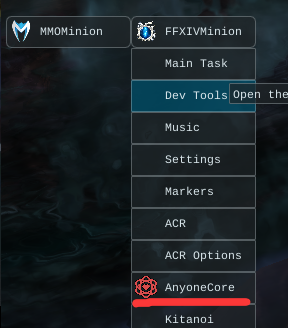 MMOMinion
FFXIVMinion
Main Task
Dev Tools
Open the
Music
Settings
Markers
ACR
ACR Options
AnyoneCore
Kitanoi